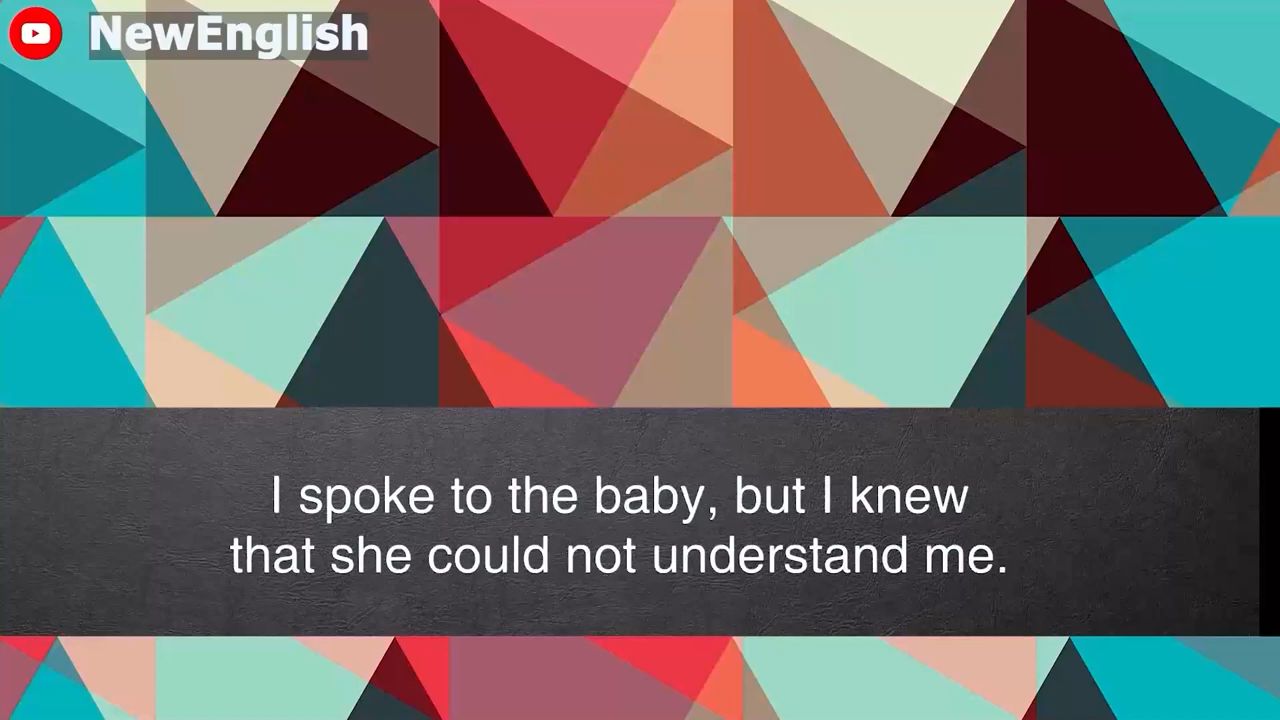 NewEnglish
I spoke to the baby, but I knew
that she could not understand me.